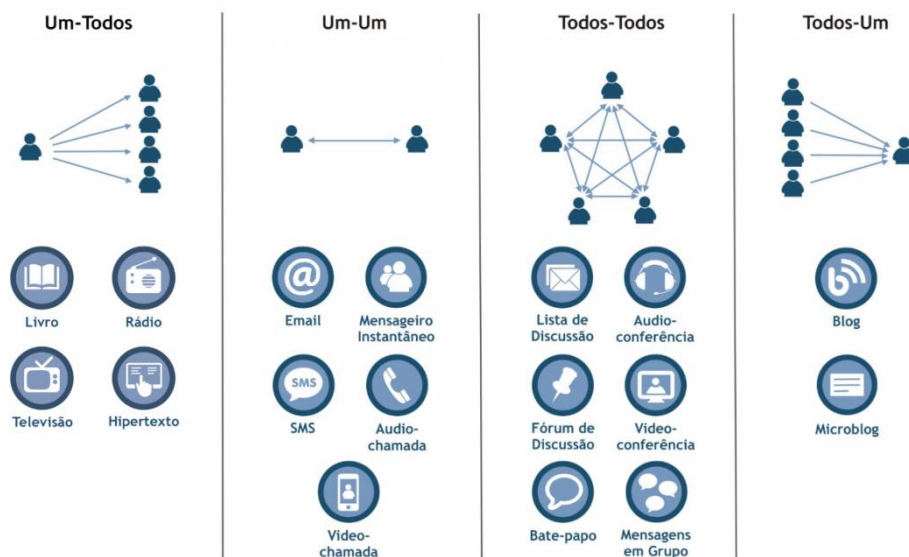 Um-Todos
Livro
Rádio
Televisão
Hipertexto
Um-Um
@
Email
Mensageiro
Instantâneo
SMS
SMS
Audio-
chamada
Video-
chamada
Todos-Todos
Lista de
Discussão
Audio-
conferência
Fórum de
Discussão
Video-
conferência
Bate-papo
Mensagens
em Grupo
Todos-Um
Blog
Microblog